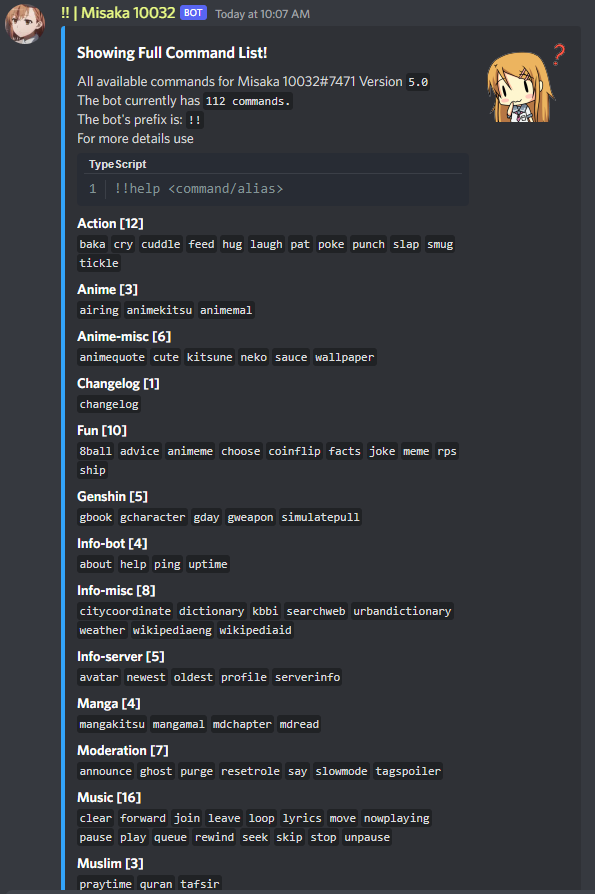 !! | Misaka 10032 BOT Today at 10:07 AM
Showing Full Command List!
?
All available commands for Misaka 10032#7471 Version 5.0
The bot currently has 112 commands.
The bot's prefix is: !!
For more details use
TypeScript
1 !!help <command/alias>
Action [12]
baka cry cuddle feed hug laugh pat poke punch slap smug
tickle
Anime [3]
airing animekitsu animemal
Anime-misc [6]
animequote cute kitsune neko sauce wallpaper
Changelog [1]
changelog
Fun [10]
8ball advice animeme choose coinflip facts joke meme rps
ship
Genshin [5]
gbook gcharacter gday gweapon simulatepull
Info-bot [4]
about help ping uptime
Info-misc [8]
citycoordinate dictionary kbbi searchweb urbandictionary
weather wikipediaeng wikipediaid
Info-server [5]
avatar newest oldest profile serverinfo
Manga [4]
mangakitsu mangamal mdchapter mdread
Moderation [7]
announce ghost purge resetrole say slowmode tagspoiler
Music [16]
clear forward join leave loop lyrics move nowplaying
pause play queue rewind seek skip stop unpause
Muslim [3]
praytime quran tafsir